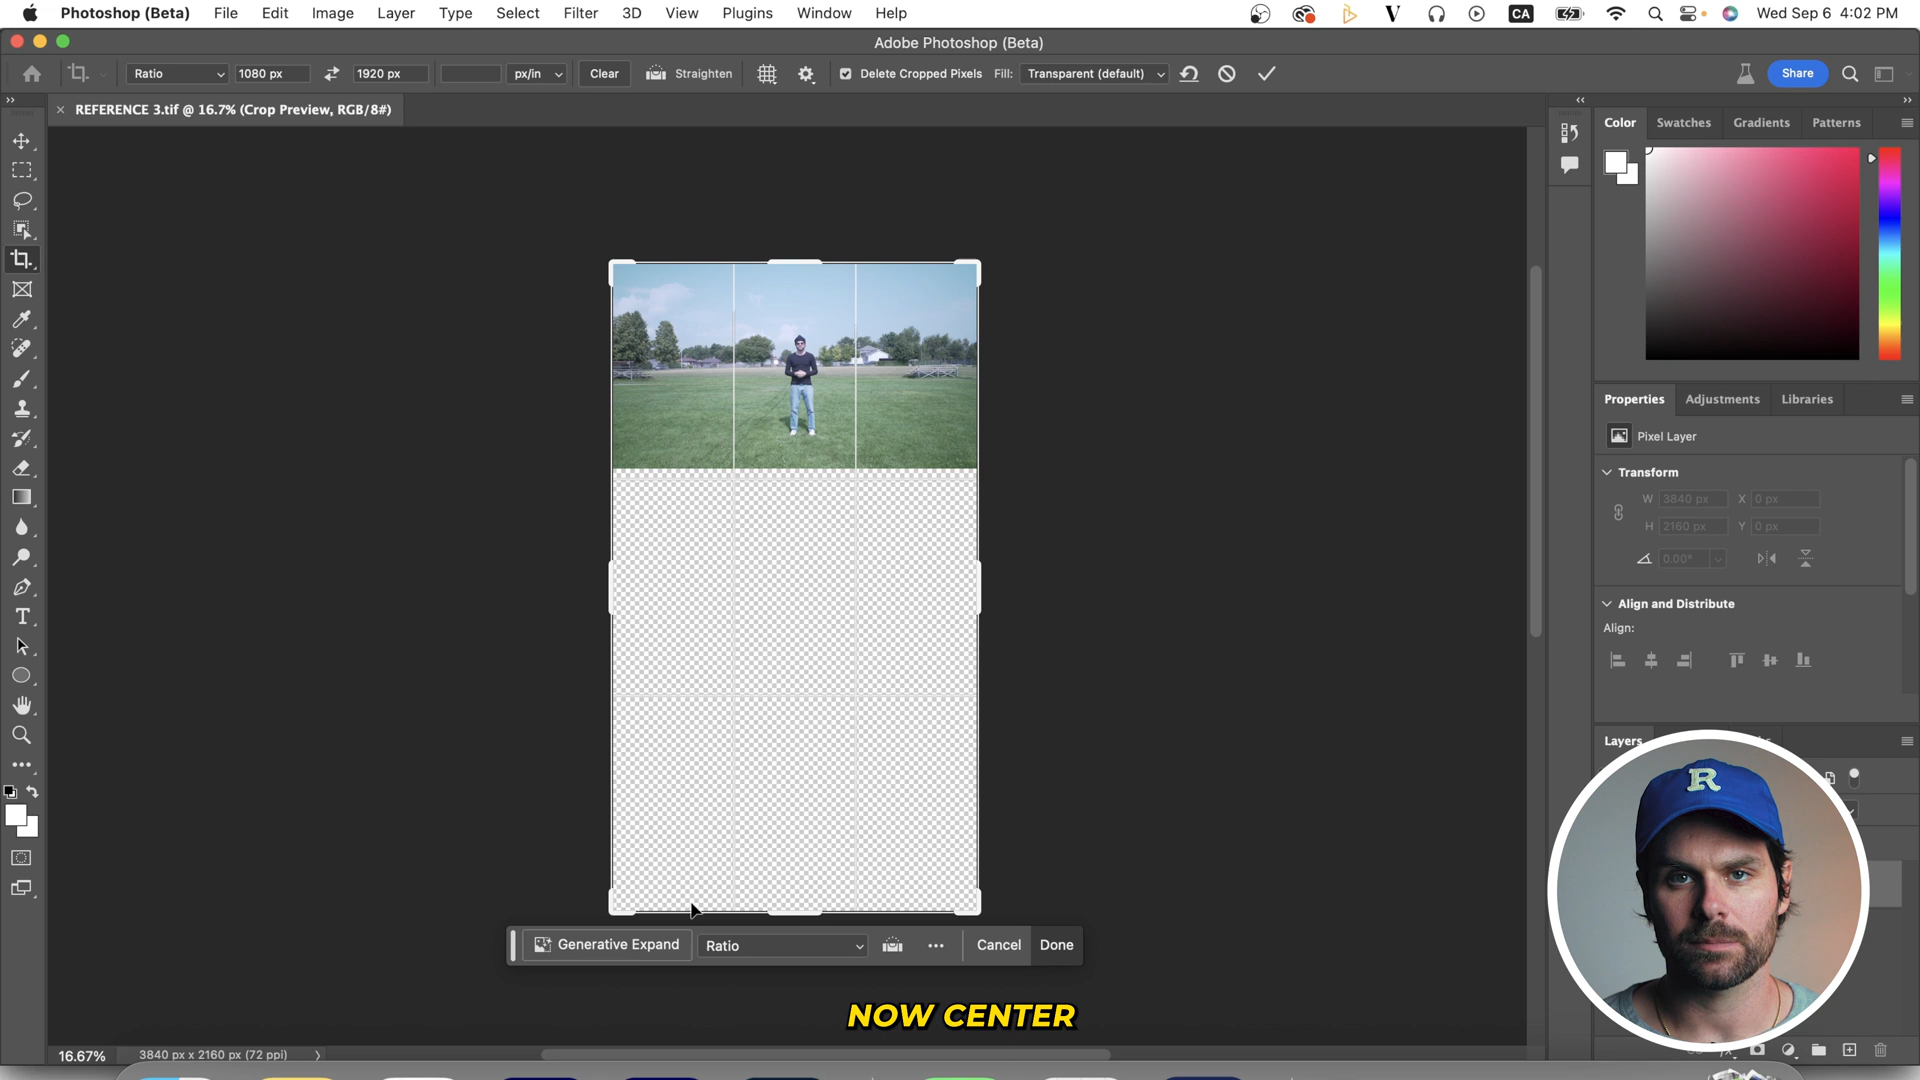 Photoshop (Beta) File Edit Image Layer Type Select Filter 3D View Plugins Window Help CA Wed Sep 6 4:02 PM
Adobe Photoshop (Beta)
Ratio 1080 px 1920 px px/in Clear Straighten Delete Cropped Pixels Fill: Transparent (default) Share
REFERENCE 3.tif @ 16.7% (Crop Preview, RGB/8#)
Color Swatches Gradients Patterns
Properties Adjustments Libraries
Pixel Layer
Transform
W 3840 px X 0 px
H 2160 px Y 0 px
0.00°
Align and Distribute
Align:
Layers
R
Generative Expand Ratio Cancel Done
NOW CENTER
16.67% 3840 px x 2160 px (72 ppi)